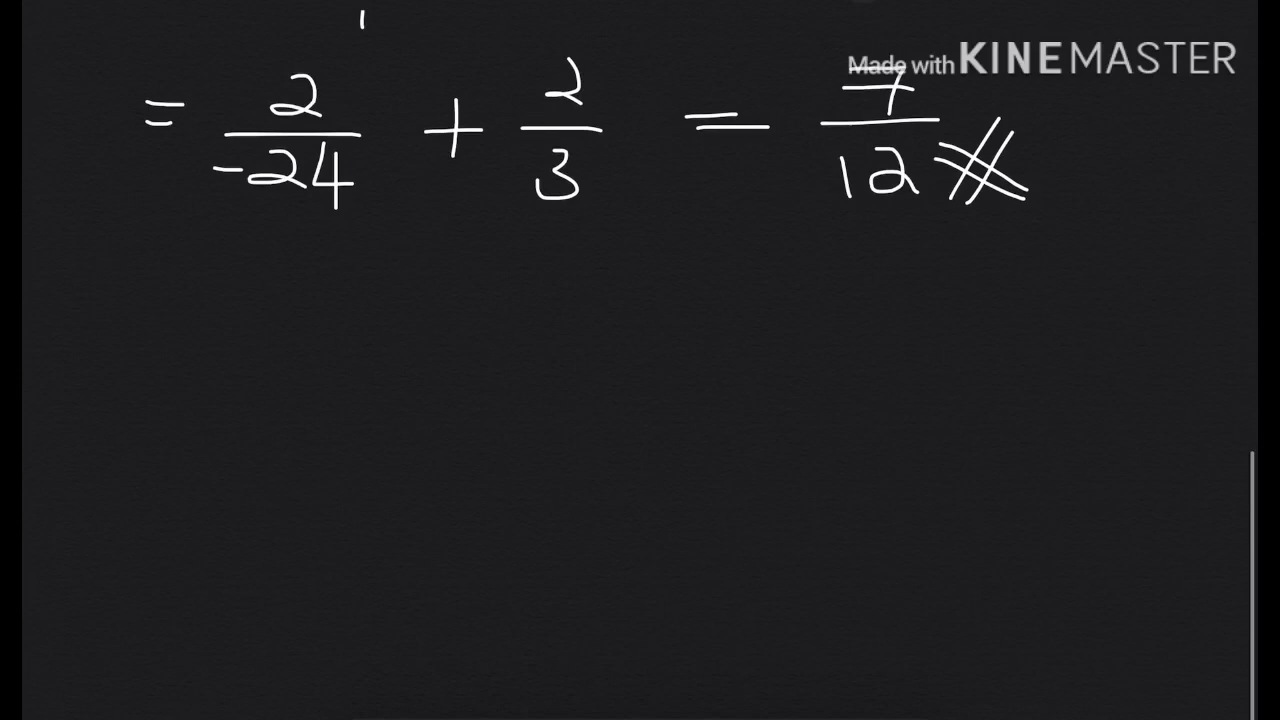 Made with KINEMASTER
= 2/-24 + 2/3 = 7/12